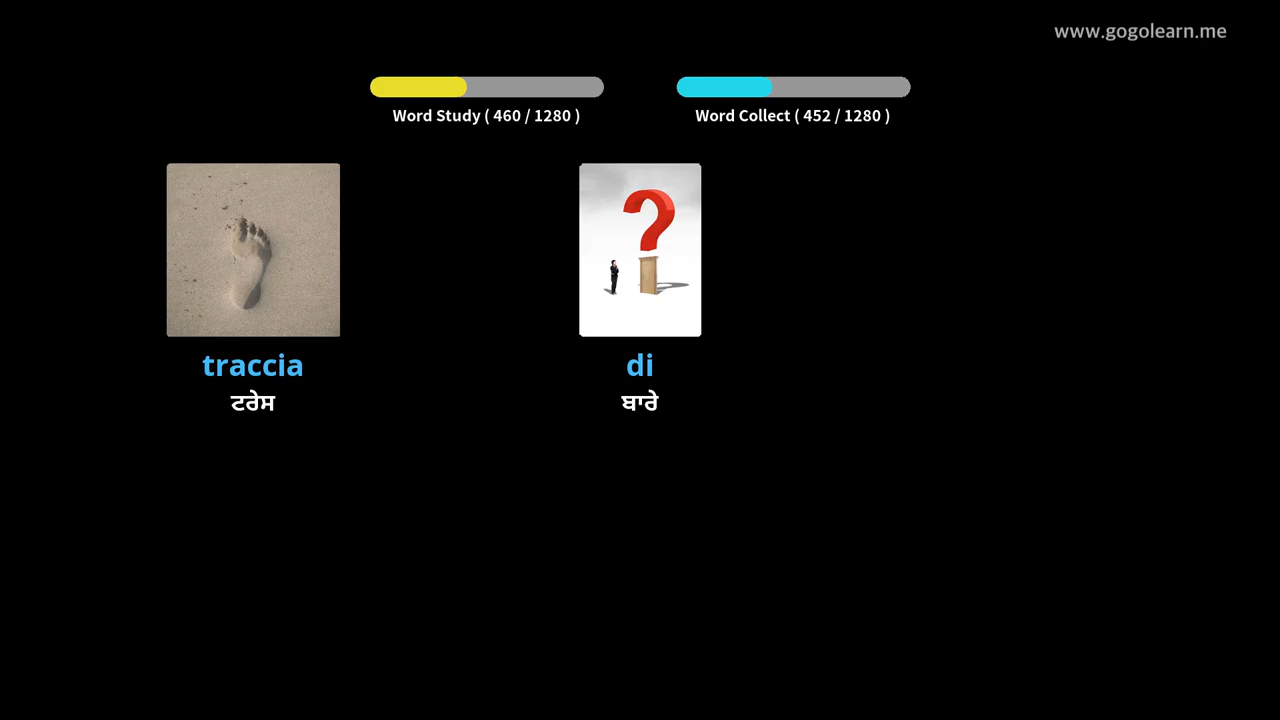 www.gogolearn.me
Word Study ( 460 / 1280 )
Word Collect ( 452 / 1280 )
traccia
ਟਰੇਸ
di
ਬਾਰੇ